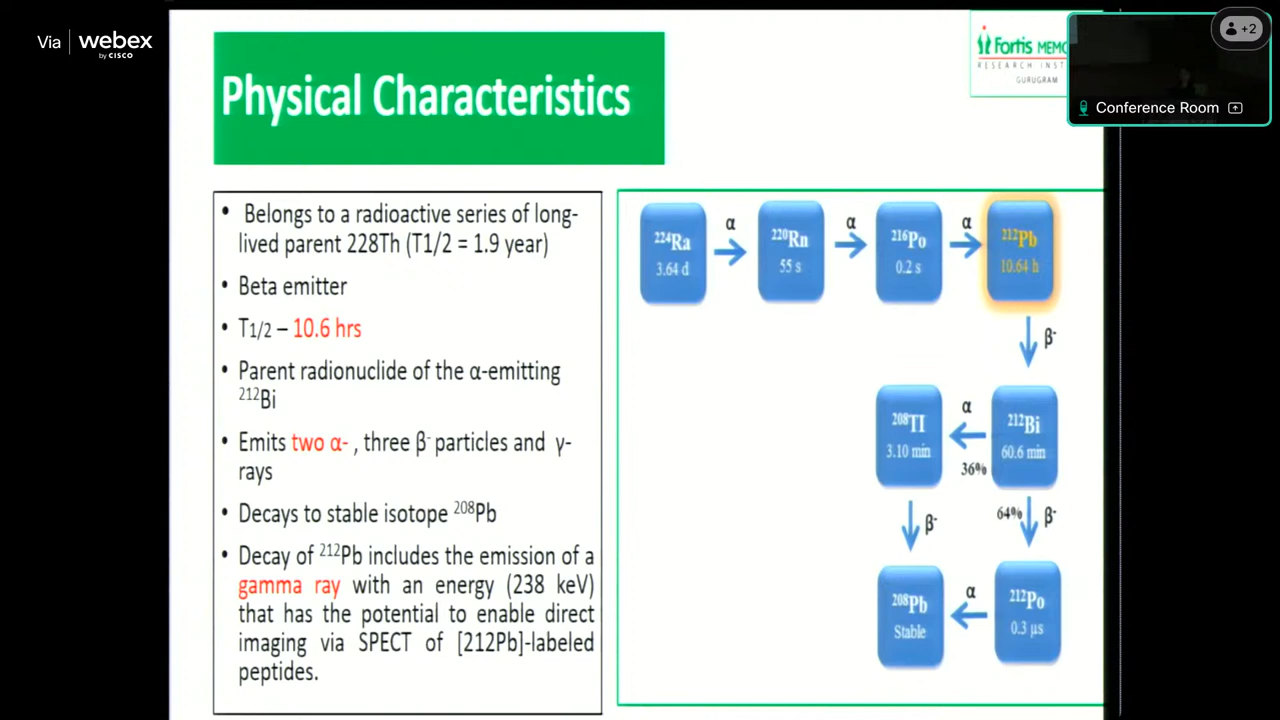 Via webex
by CISCO
+2
Fortis MEMO
RESEARCH INSTI
GURUGRAM
Conference Room
Physical Characteristics
• Belongs to a radioactive series of long-
lived parent 228Th (T1/2 = 1.9 year)
• Beta emitter
• T1/2 – 10.6 hrs
• Parent radionuclide of the α-emitting
²¹²Bi
• Emits two α- , three β⁻ particles and γ-
rays
• Decays to stable isotope ²⁰⁸Pb
• Decay of ²¹²Pb includes the emission of a
gamma ray with an energy (238 keV)
that has the potential to enable direct
imaging via SPECT of [212Pb]-labeled
peptides.
²²⁴Ra
3.64 d
α
²²⁰Rn
55 s
α
²¹⁶Po
0.2 s
α
²¹²Pb
10.64 h
β⁻
²⁰⁸Tl
3.10 min
α
36%
²¹²Bi
60.6 min
β⁻
64%
β⁻
²⁰⁸Pb
Stable
α
²¹²Po
0.3 µs